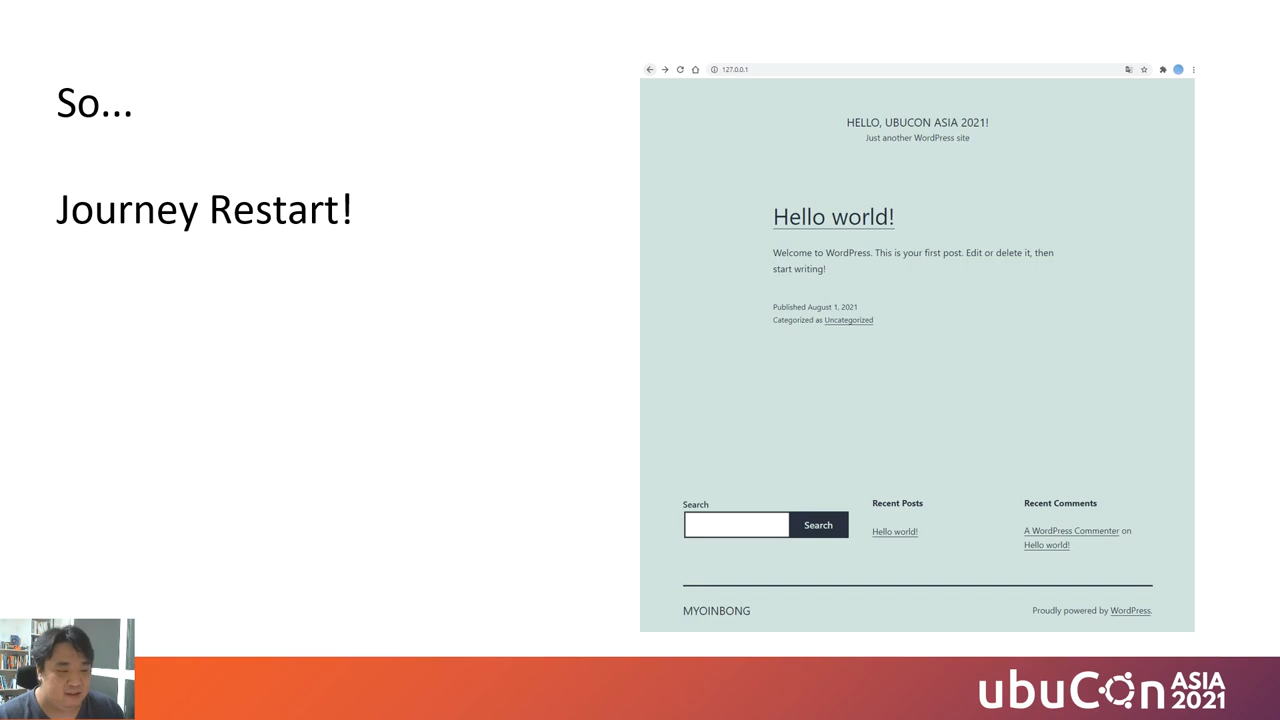 So...
Journey Restart!
127.0.0.1
HELLO, UBUCON ASIA 2021!
Just another WordPress site
Hello world!
Welcome to WordPress. This is your first post. Edit or delete it, then
start writing!
Published August 1, 2021
Categorized as Uncategorized
Search
Search
Recent Posts
Hello world!
Recent Comments
A WordPress Commenter on
Hello world!
MYOINBONG
Proudly powered by WordPress.
ubuCon ASIA
2021